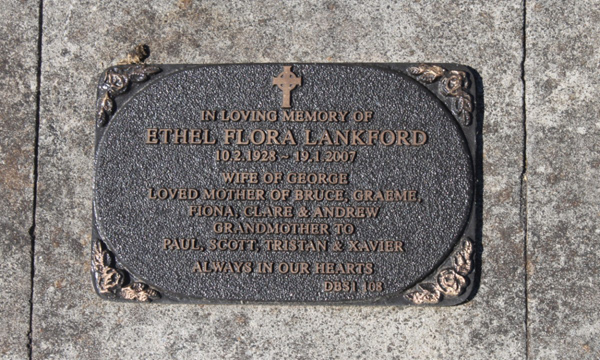 IN LOVING MEMORY OF
ETHEL FLORA LANKFORD
10.2.1928 ~ 19.1.2007
WIFE OF GEORGE
LOVED MOTHER OF BRUCE, GRAEME,
FIONA, CLARE & ANDREW
GRANDMOTHER TO
PAUL, SCOTT, TRISTAN & XAVIER
ALWAYS IN OUR HEARTS
DBS1 108